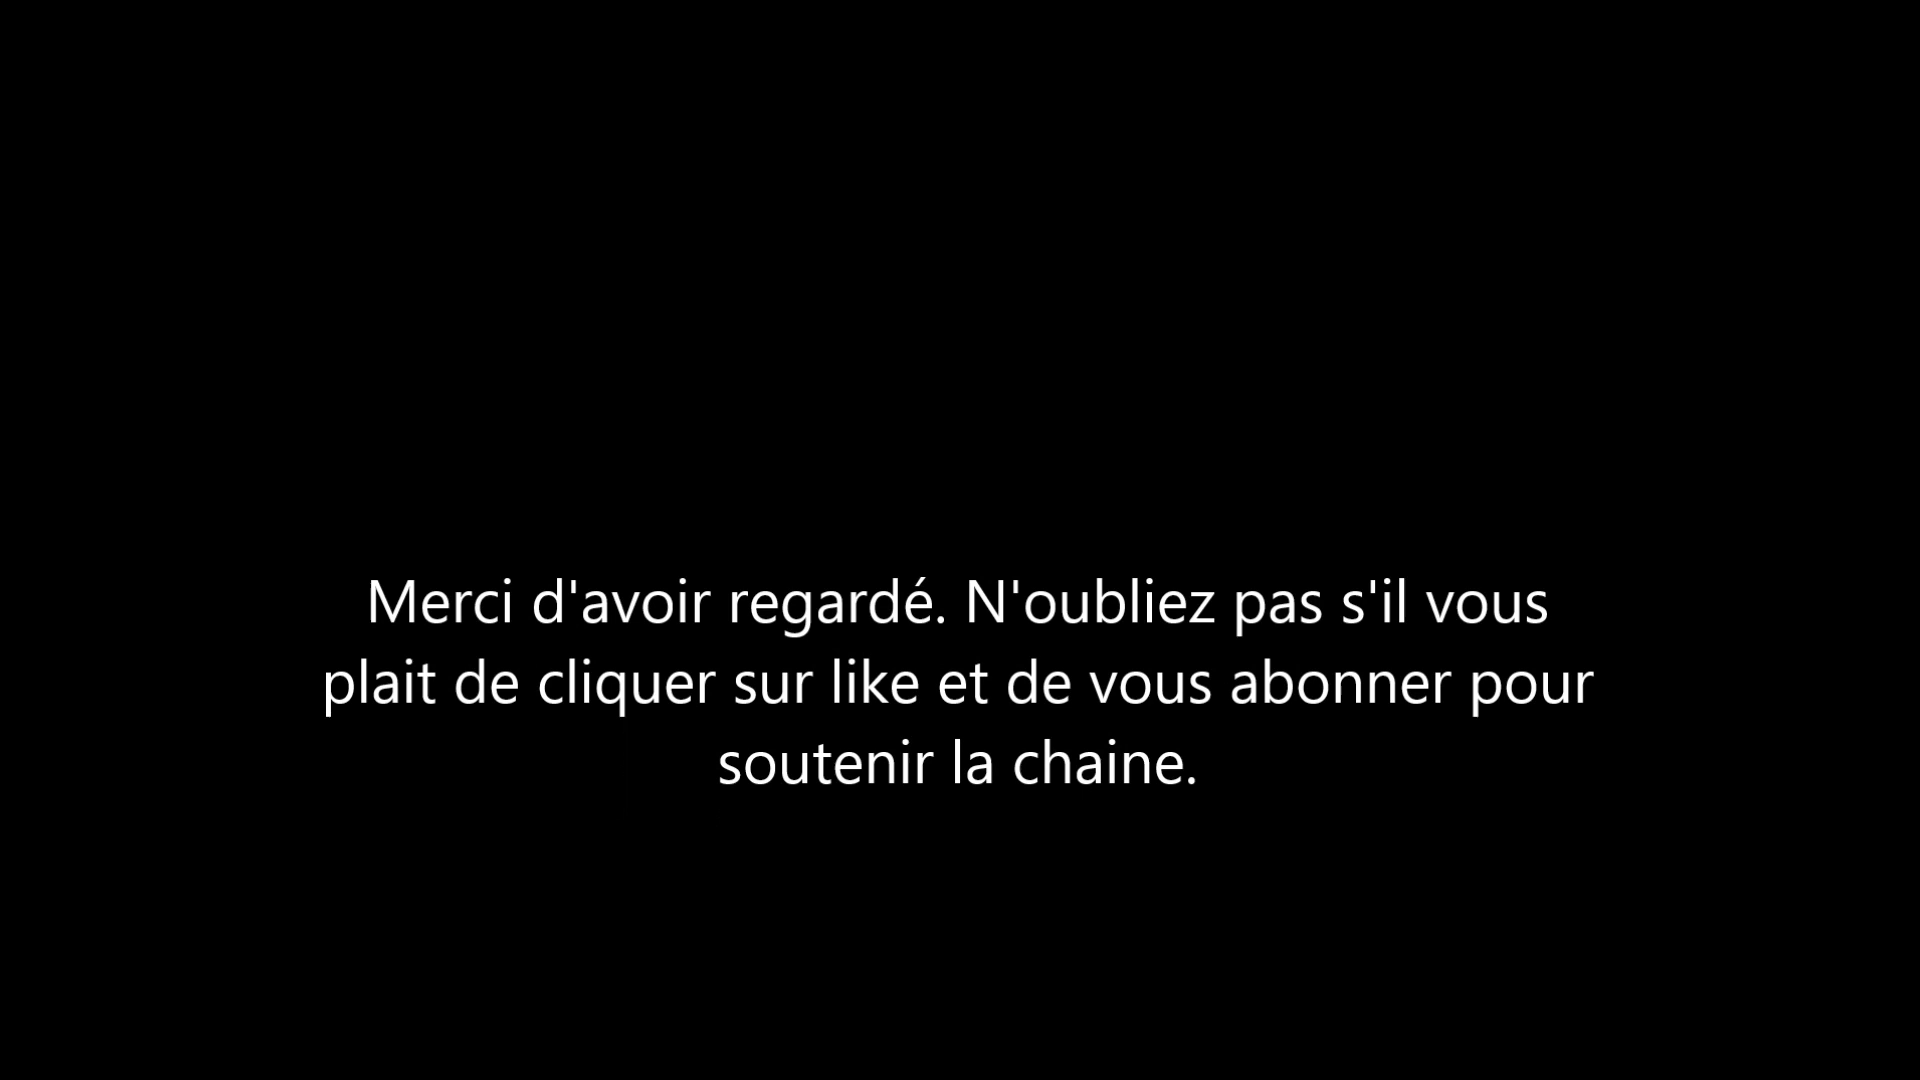 Merci d'avoir regardé. N'oubliez pas s'il vous
plait de cliquer sur like et de vous abonner pour
soutenir la chaine.